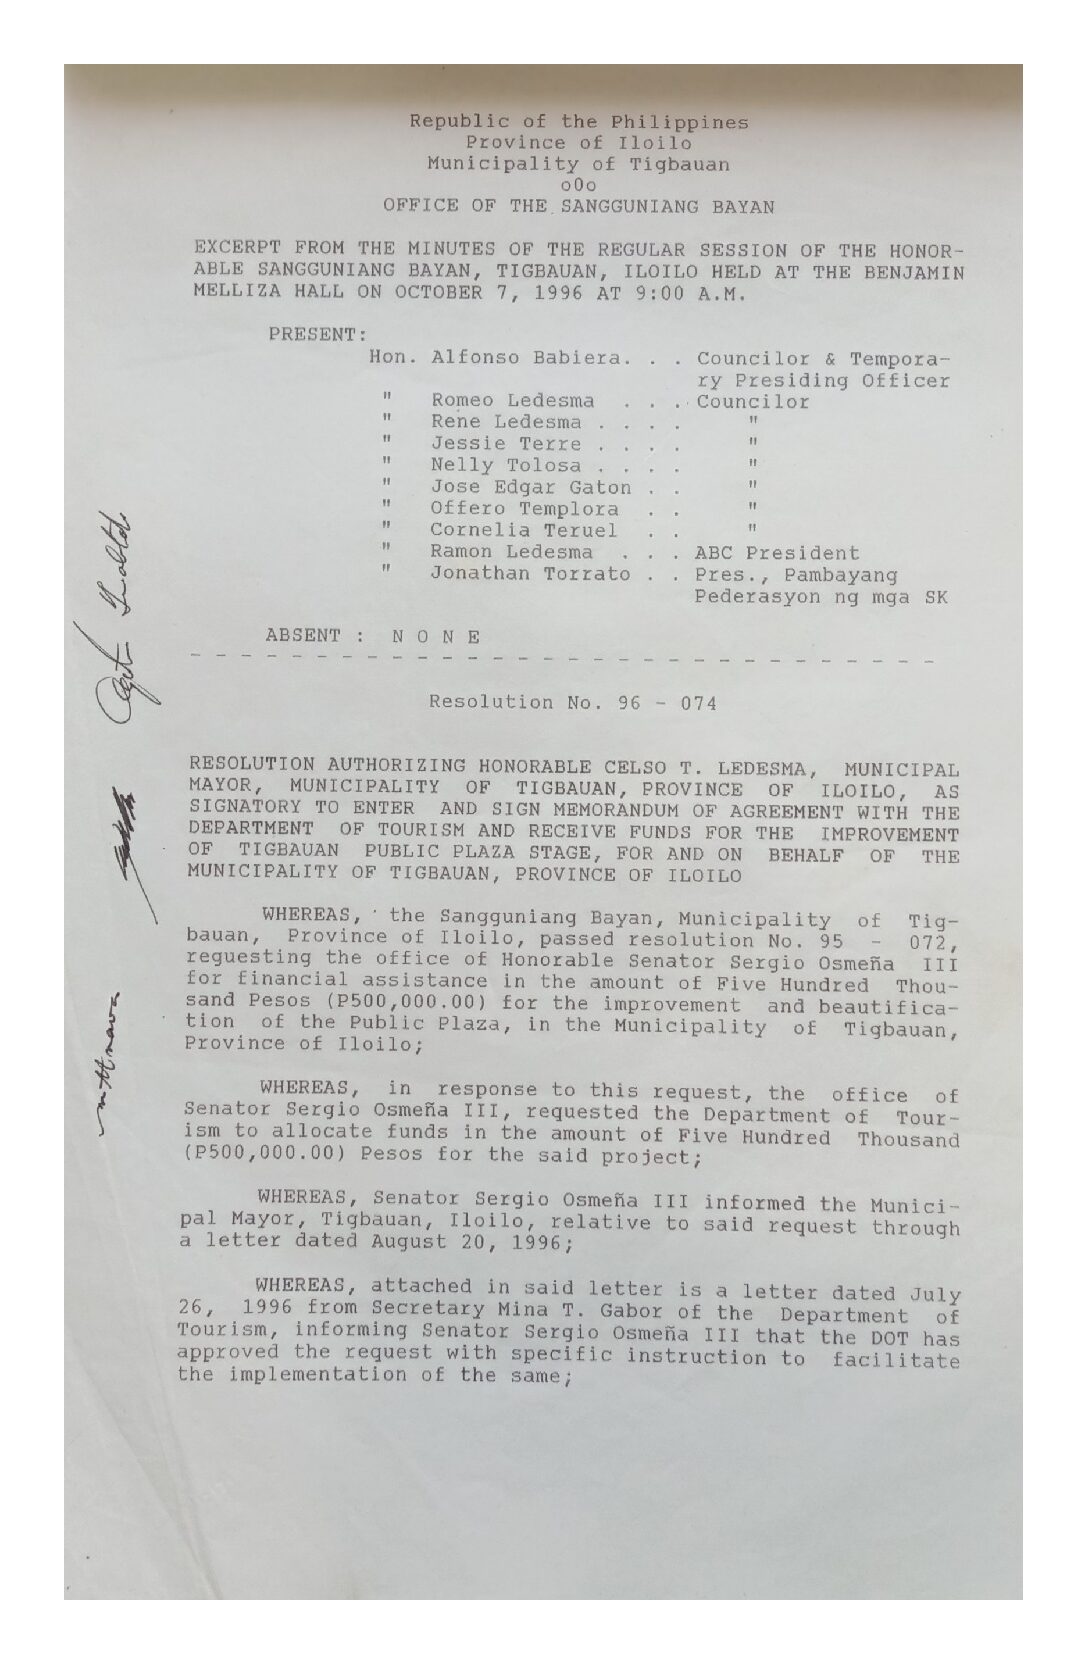 Republic of the Philippines
Province of Iloilo
Municipality of Tigbauan
oOo
OFFICE OF THE SANGGUNIANG BAYAN
EXCERPT FROM THE MINUTES OF THE REGULAR SESSION OF THE HONOR-
ABLE SANGGUNIANG BAYAN, TIGBAUAN, ILOILO HELD AT THE BENJAMIN
MELLIZA HALL ON OCTOBER 7, 1996 AT 9:00 A.M.
PRESENT:
Hon. Alfonso Babiera. . . Councilor & Tempora-
ry Presiding Officer
" Romeo Ledesma . . . Councilor
" Rene Ledesma . . . . "
" Jessie Terre . . . . "
" Nelly Tolosa . . . . "
" Jose Edgar Gaton . . "
" Offero Templora . . "
" Cornelia Teruel . . "
" Ramon Ledesma . . . ABC President
" Jonathan Torrato . . Pres., Pambayang
Pederasyon ng mga SK
ABSENT : N O N E
- - - - - - - - - - - - - - - - - - - - - - - - - - - - - -
Resolution No. 96 - 074
RESOLUTION AUTHORIZING HONORABLE CELSO T. LEDESMA, MUNICIPAL
MAYOR, MUNICIPALITY OF TIGBAUAN, PROVINCE OF ILOILO, AS
SIGNATORY TO ENTER AND SIGN MEMORANDUM OF AGREEMENT WITH THE
DEPARTMENT OF TOURISM AND RECEIVE FUNDS FOR THE IMPROVEMENT
OF TIGBAUAN PUBLIC PLAZA STAGE, FOR AND ON BEHALF OF THE
MUNICIPALITY OF TIGBAUAN, PROVINCE OF ILOILO
WHEREAS, the Sangguniang Bayan, Municipality of Tig-
bauan, Province of Iloilo, passed resolution No. 95 - 072,
reguesting the office of Honorable Senator Sergio Osmeña III
for financial assistance in the amount of Five Hundred Thou-
sand Pesos (P500,000.00) for the improvement and beautifica-
tion of the Public Plaza, in the Municipality of Tigbauan,
Province of Iloilo;
WHEREAS, in response to this request, the office of
Senator Sergio Osmeña III, requested the Department of Tour-
ism to allocate funds in the amount of Five Hundred Thousand
(P500,000.00) Pesos for the said project;
WHEREAS, Senator Sergio Osmeña III informed the Munici-
pal Mayor, Tigbauan, Iloilo, relative to said request through
a letter dated August 20, 1996;
WHEREAS, attached in said letter is a letter dated July
26, 1996 from Secretary Mina T. Gabor of the Department of
Tourism, informing Senator Sergio Osmeña III that the DOT has
approved the request with specific instruction to facilitate
the implementation of the same;